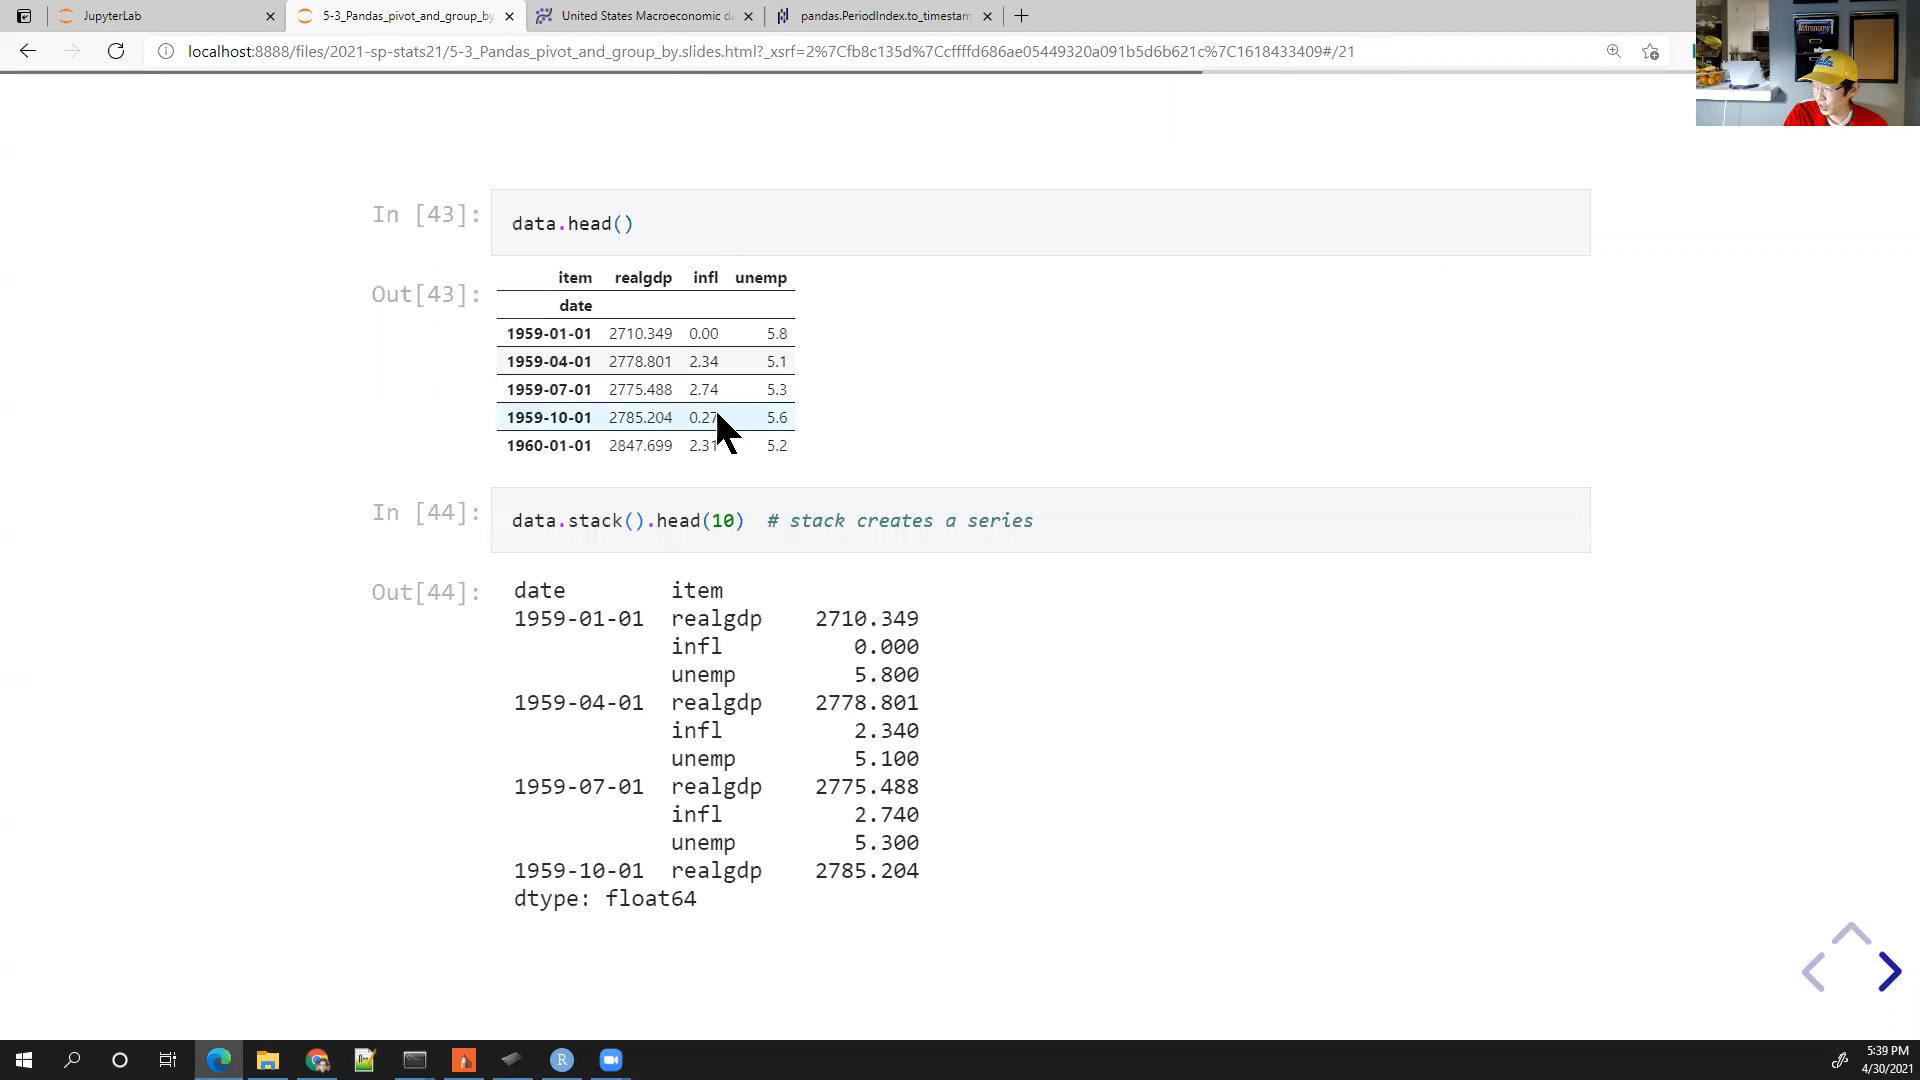 JupyterLab
5-3_Pandas_pivot_and_group_by
United States Macroeconomic da
pandas.PeriodIndex.to_timestam
localhost:8888/files/2021-sp-stats21/5-3_Pandas_pivot_and_group_by.slides.html?_xsrf=2%7Cfb8c135d%7Ccffffd686ae05449320a091b5d6b621c%7C1618433409#/21
Astronomy
ucla
In [43]:
data.head()
Out[43]:
item realgdp infl unemp
date
1959-01-01 2710.349 0.00 5.8
1959-04-01 2778.801 2.34 5.1
1959-07-01 2775.488 2.74 5.3
1959-10-01 2785.204 0.27 5.6
1960-01-01 2847.699 2.31 5.2
In [44]:
data.stack().head(10) # stack creates a series
Out[44]:
date item
1959-01-01 realgdp 2710.349
infl 0.000
unemp 5.800
1959-04-01 realgdp 2778.801
infl 2.340
unemp 5.100
1959-07-01 realgdp 2775.488
infl 2.740
unemp 5.300
1959-10-01 realgdp 2785.204
dtype: float64
R
5:39 PM
4/30/2021